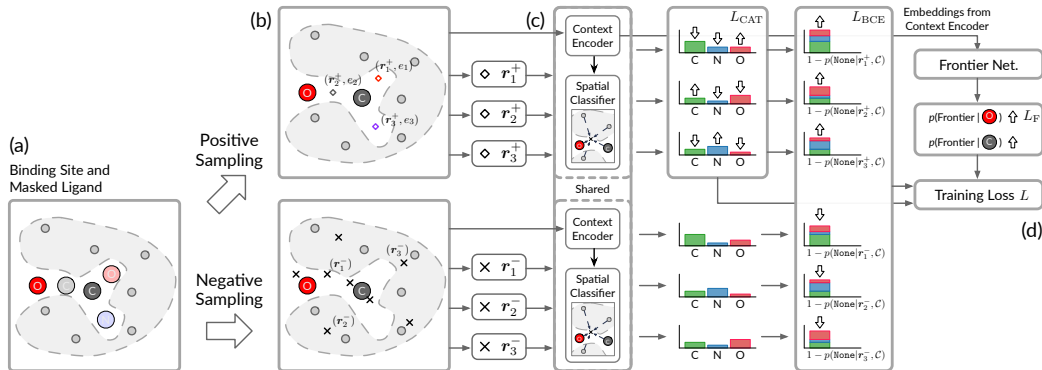 (a)
Binding Site and
Masked Ligand
O
C
C
O
N
Positive
Sampling
Negative
Sampling
(b)
(r₁⁺, e₁)
(r₂⁺, e₂)
(r₃⁺, e₃)
O
C
r₁⁺
r₂⁺
r₃⁺
(r₁⁻)
(r₂⁻)
(r₃⁻)
O
C
r₁⁻
r₂⁻
r₃⁻
(c)
Context
Encoder
Spatial
Classifier
Shared
Context
Encoder
Spatial
Classifier
L_CAT
C N O
C N O
C N O
C N O
C N O
C N O
L_BCE
1 − p(None|r₁⁺, C)
1 − p(None|r₂⁺, C)
1 − p(None|r₃⁺, C)
1 − p(None|r₁⁻, C)
1 − p(None|r₂⁻, C)
1 − p(None|r₃⁻, C)
Embeddings from
Context Encoder
Frontier Net.
p(Frontier | O) L_F
p(Frontier | C)
Training Loss L
(d)